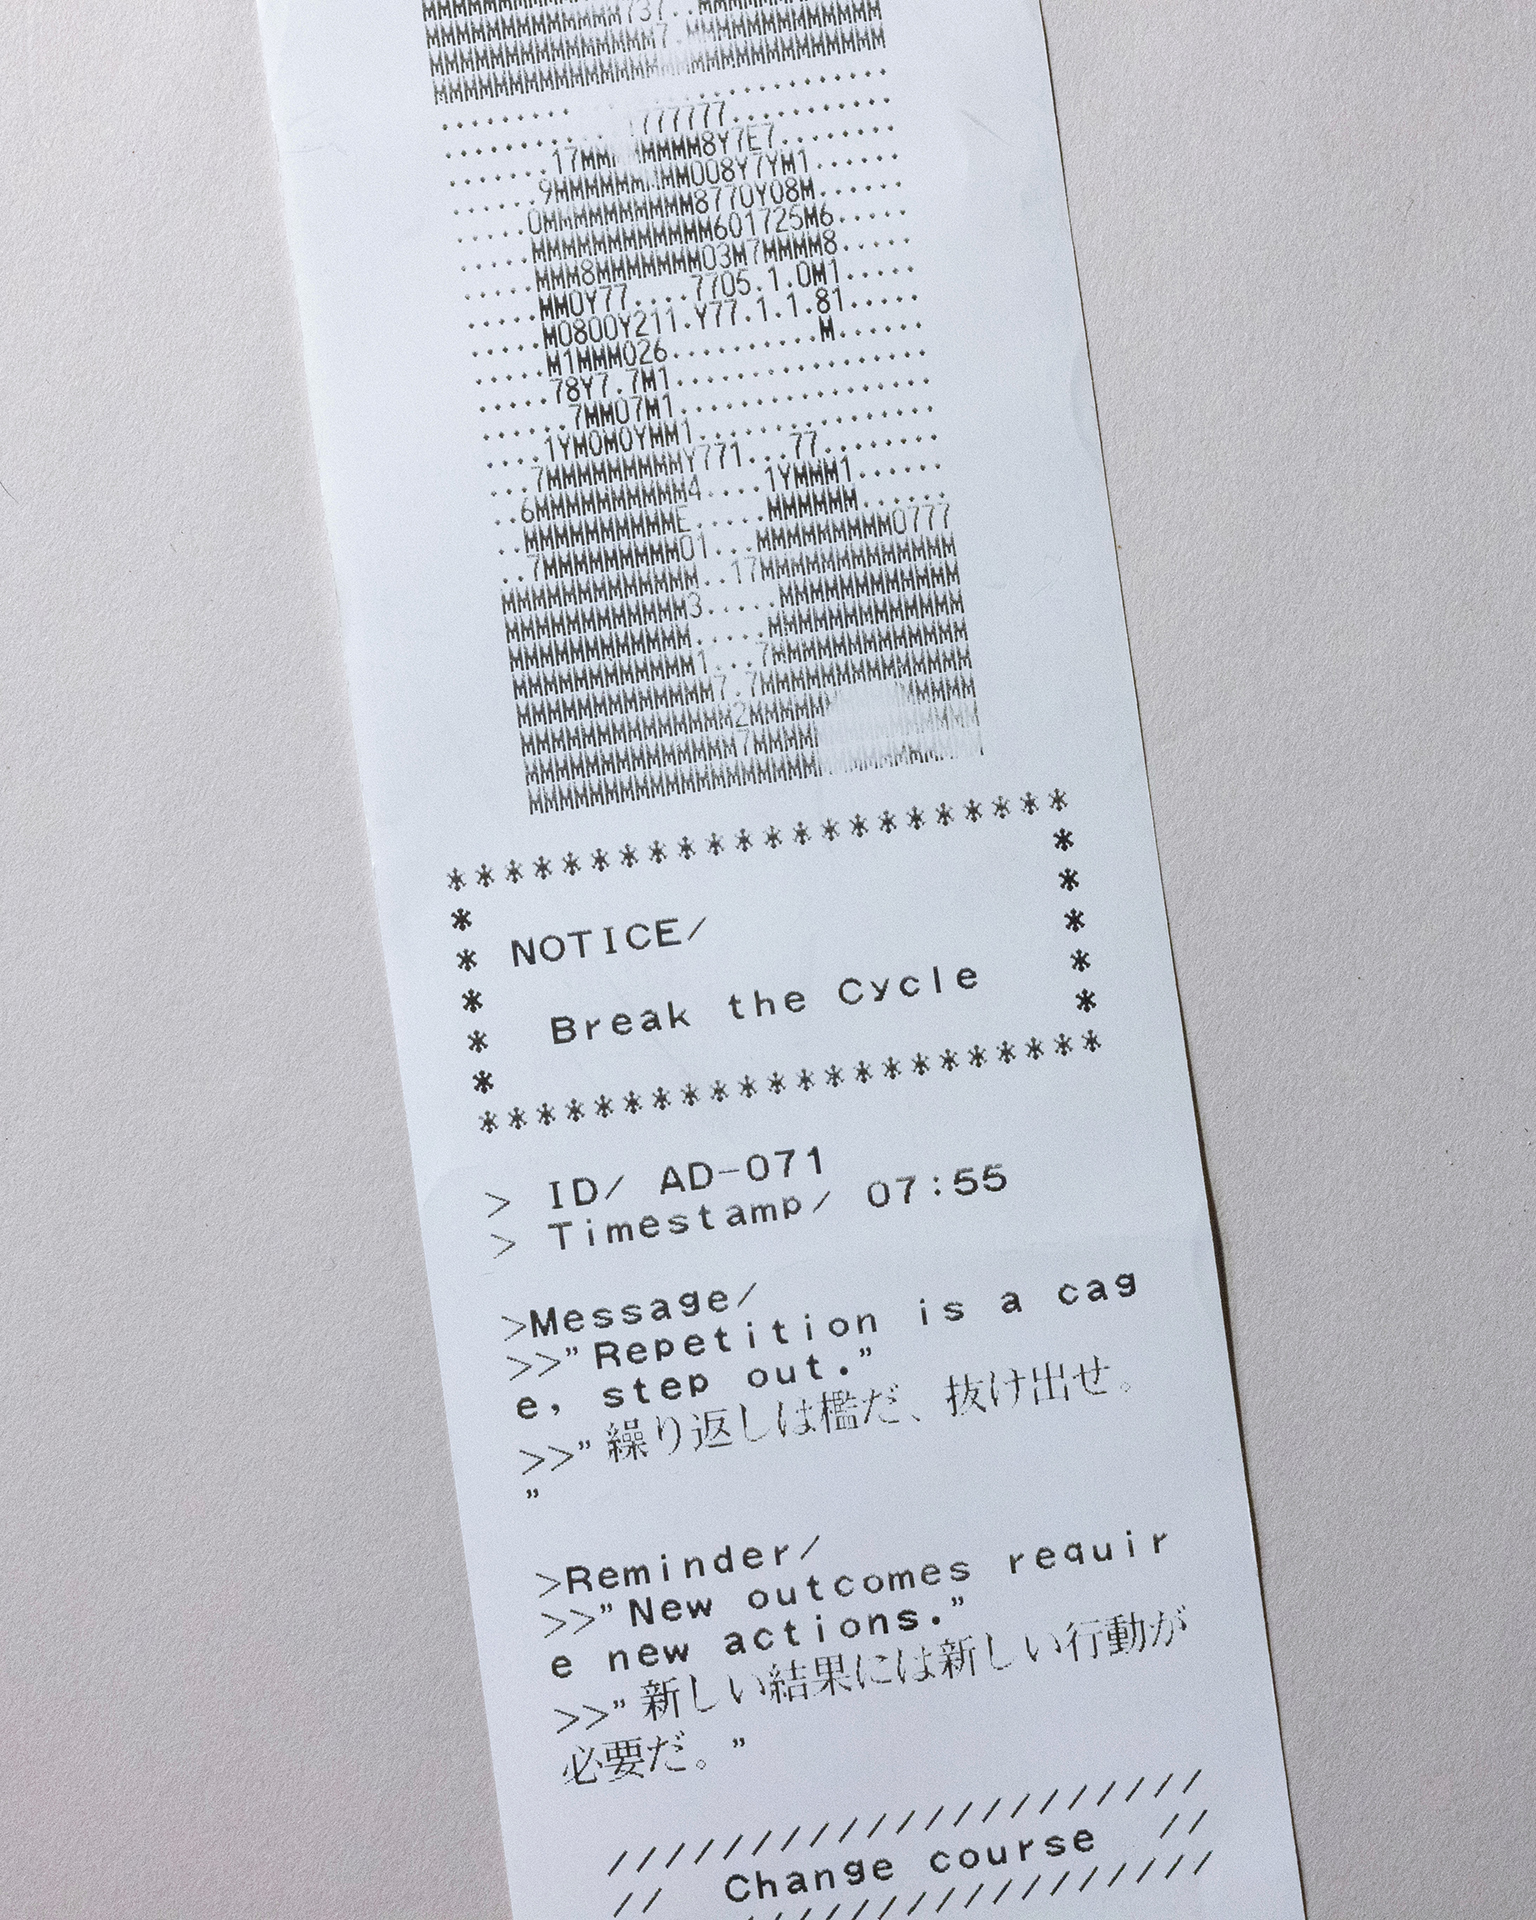 NOTICE/
Break the Cycle
> ID/ AD-071
> Timestamp/ 07:55
>Message/
>>"Repetition is a cag
e, step out."
>>"繰り返しは檻だ、抜け出せ。
"
>Reminder/
>>"New outcomes requir
e new actions."
>>"新しい結果には新しい行動が
必要だ。"
////////////////////
Change course //
//